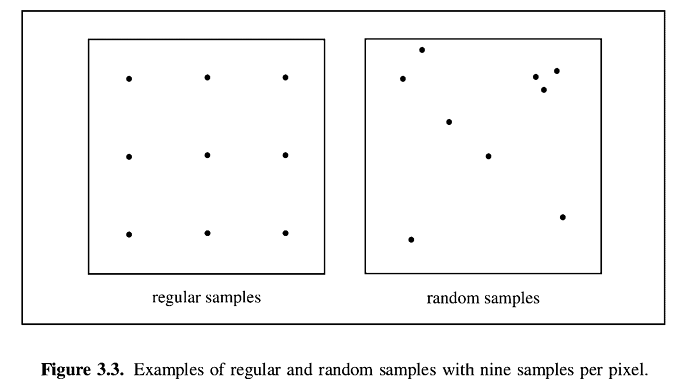 regular samples
random samples
Figure 3.3. Examples of regular and random samples with nine samples per pixel.